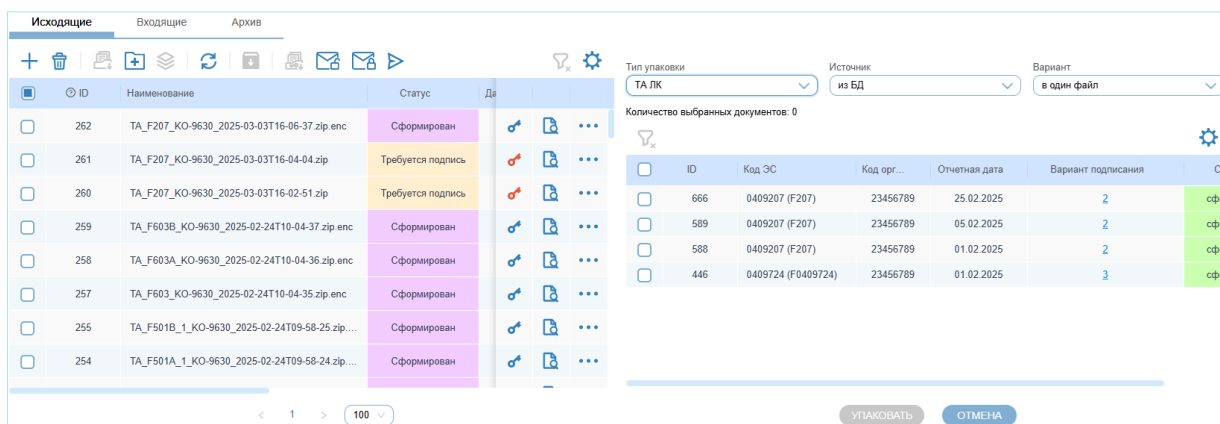 Исходящие Входящие Архив
Тип упаковки Источник Вариант
ТА ЛК из БД в один файл
Количество выбранных документов: 0
ID Наименование Статус Да
262 TA_F207_KO-9630_2025-03-03T16-06-37.zip.enc Сформирован
261 TA_F207_KO-9630_2025-03-03T16-04-04.zip Требуется подпись
260 TA_F207_KO-9630_2025-03-03T16-02-51.zip Требуется подпись
259 TA_F603B_KO-9630_2025-02-24T10-04-37.zip.enc Сформирован
258 TA_F603A_KO-9630_2025-02-24T10-04-36.zip.enc Сформирован
257 TA_F603_KO-9630_2025-02-24T10-04-35.zip.enc Сформирован
255 TA_F501B_1_KO-9630_2025-02-24T09-58-25.zip.... Сформирован
254 TA_F501A_1_KO-9630_2025-02-24T09-58-24.zip.... Сформирован
< 1 > 100
ID Код ЭС Код орг... Отчетная дата Вариант подписания С
666 0409207 (F207) 23456789 25.02.2025 2 сф
589 0409207 (F207) 23456789 05.02.2025 2 сф
588 0409207 (F207) 23456789 01.02.2025 2 сф
446 0409724 (F0409724) 23456789 01.02.2025 3 сф
УПАКОВАТЬ ОТМЕНА